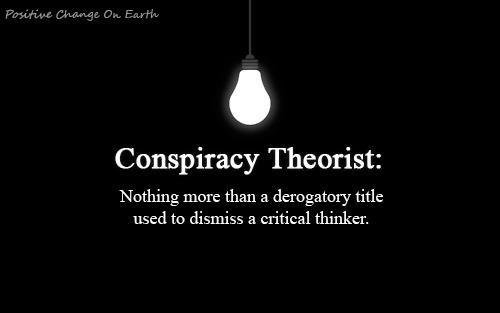 Positive Change On Earth
Conspiracy Theorist:
Nothing more than a derogatory title
used to dismiss a critical thinker.